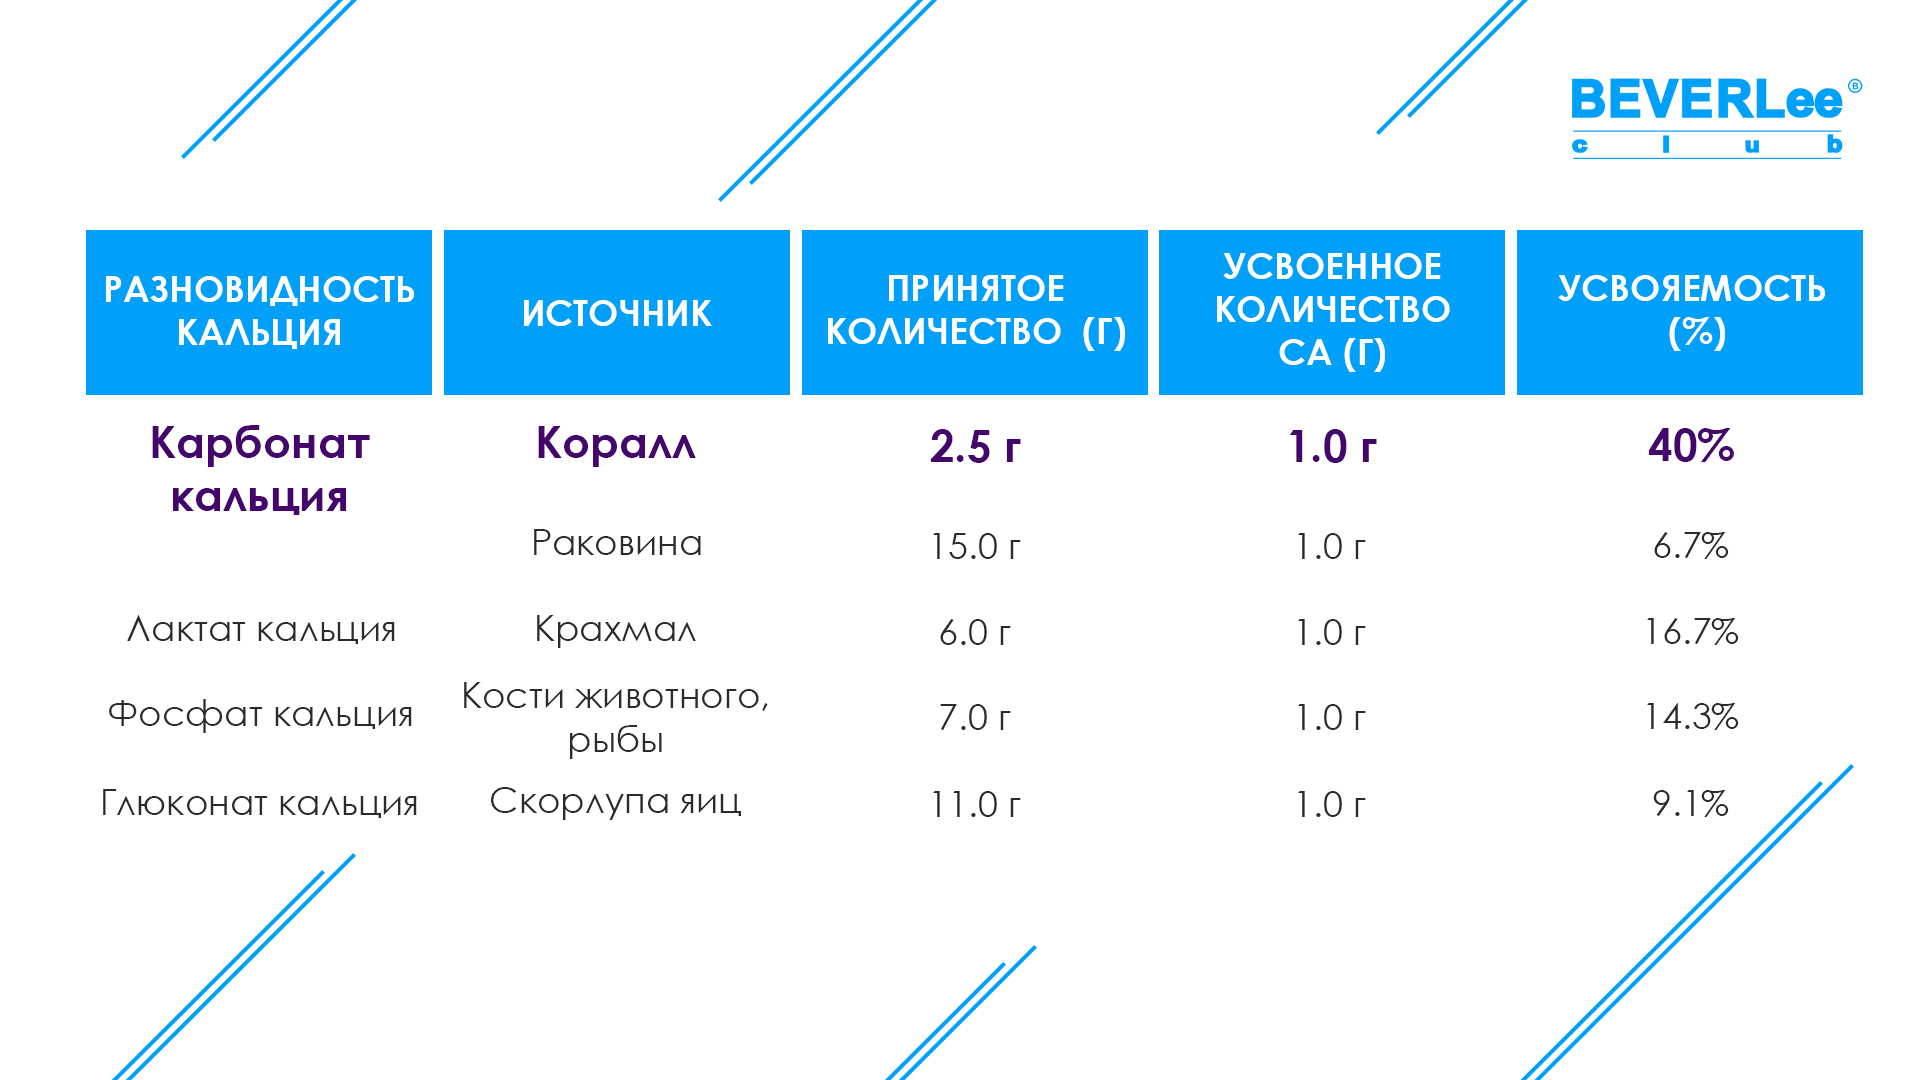 BEVERLee ®
club
РАЗНОВИДНОСТЬ
КАЛЬЦИЯ
ИСТОЧНИК
ПРИНЯТОЕ
КОЛИЧЕСТВО (Г)
УСВОЕННОЕ
КОЛИЧЕСТВО
СА (Г)
УСВОЯЕМОСТЬ
(%)
Карбонат
кальция
Коралл
2.5 г
1.0 г
40%
Раковина
15.0 г
1.0 г
6.7%
Лактат кальция
Крахмал
6.0 г
1.0 г
16.7%
Фосфат кальция
Кости животного,
рыбы
7.0 г
1.0 г
14.3%
Глюконат кальция
Скорлупа яиц
11.0 г
1.0 г
9.1%